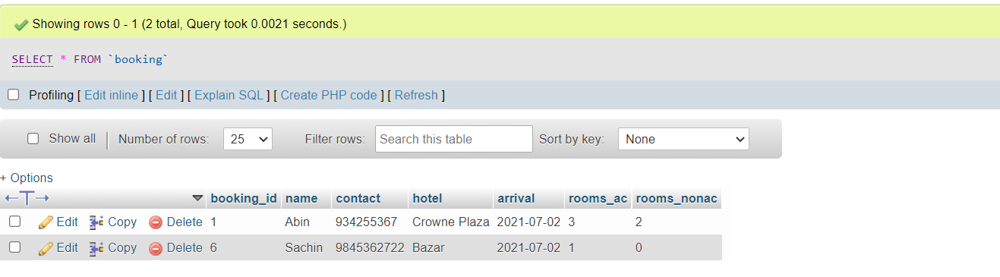 Showing rows 0 - 1 (2 total, Query took 0.0021 seconds.)
SELECT * FROM `booking`
Profiling [ Edit inline ] [ Edit ] [ Explain SQL ] [ Create PHP code ] [ Refresh ]
Show all Number of rows: 25 Filter rows: Search this table Sort by key: None
+ Options
booking_id name contact hotel arrival rooms_ac rooms_nonac
Edit Copy Delete 1 Abin 934255367 Crowne Plaza 2021-07-02 3 2
Edit Copy Delete 6 Sachin 9845362722 Bazar 2021-07-02 1 0